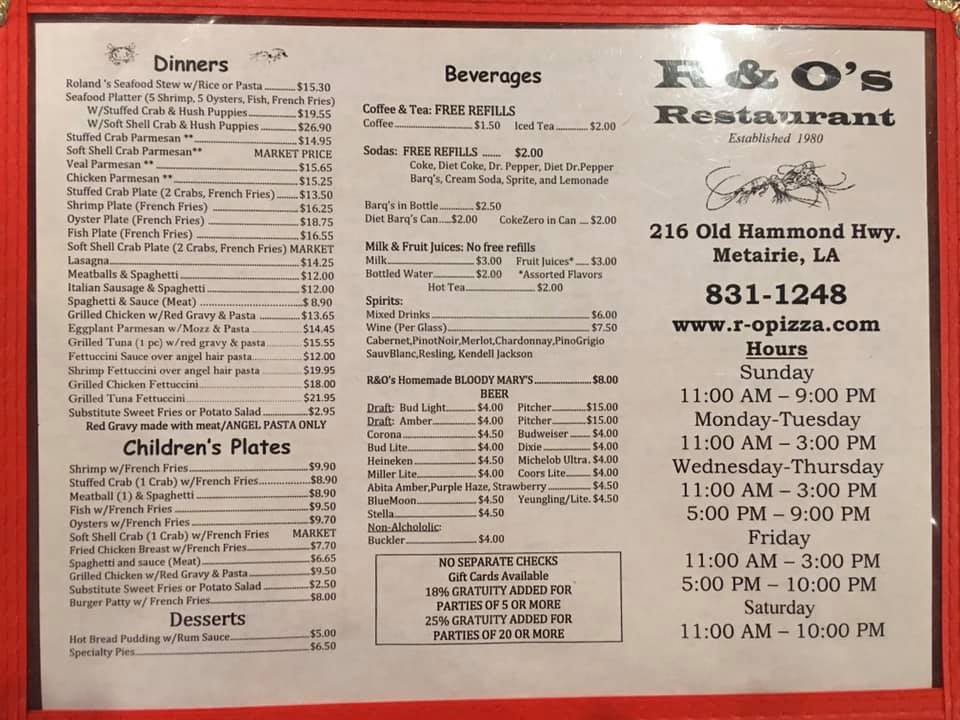 Dinners
Roland 's Seafood Stew w/Rice or Pasta ............ $15.30
Seafood Platter (5 Shrimp, 5 Oysters, Fish, French Fries)
W/Stuffed Crab & Hush Puppies ............ $19.55
W/Soft Shell Crab & Hush Puppies ............ $26.90
Stuffed Crab Parmesan ** ............ $14.95
Soft Shell Crab Parmesan** MARKET PRICE
Veal Parmesan ** ............ $15.65
Chicken Parmesan ** ............ $15.25
Stuffed Crab Plate (2 Crabs, French Fries) ...... $13.50
Shrimp Plate (French Fries) ............ $16.25
Oyster Plate (French Fries) ............ $18.75
Fish Plate (French Fries) ............ $16.55
Soft Shell Crab Plate (2 Crabs, French Fries) MARKET
Lasagna ............ $14.25
Meatballs & Spaghetti ............ $12.00
Italian Sausage & Spaghetti ............ $12.00
Spaghetti & Sauce (Meat) ............ $ 8.90
Grilled Chicken w/Red Gravy & Pasta ............ $13.65
Eggplant Parmesan w/Mozz & Pasta ............ $14.45
Grilled Tuna (1 pc) w/red gravy & pasta ............ $15.55
Fettuccini Sauce over angel hair pasta ............ $12.00
Shrimp Fettuccini over angel hair pasta ............ $19.95
Grilled Chicken Fettuccini ............ $18.00
Grilled Tuna Fettuccini ............ $21.95
Substitute Sweet Fries or Potato Salad ............ $2.95
Red Gravy made with meat/ANGEL PASTA ONLY
Children's Plates
Shrimp w/French Fries ............ $9.90
Stuffed Crab (1 Crab) w/French Fries ............ $8.90
Meatball (1) & Spaghetti ............ $8.90
Fish w/French Fries ............ $9.50
Oysters w/French Fries ............ $9.70
Soft Shell Crab (1 Crab) w/French Fries MARKET
Fried Chicken Breast w/French Fries ............ $7.70
Spaghetti and sauce (Meat) ............ $6.65
Grilled Chicken w/Red Gravy & Pasta ............ $9.50
Substitute Sweet Fries or Potato Salad ............ $2.50
Burger Patty w/ French Fries ............ $8.00
Desserts
Hot Bread Pudding w/Rum Sauce ............ $5.00
Specialty Pies ............ $6.50
Beverages
Coffee & Tea: FREE REFILLS
Coffee ............ $1.50 Iced Tea ............ $2.00
Sodas: FREE REFILLS ....... $2.00
Coke, Diet Coke, Dr. Pepper, Diet Dr.Pepper
Barq's, Cream Soda, Sprite, and Lemonade
Barq's in Bottle ............ $2.50
Diet Barq's Can.....$2.00 CokeZero in Can .... $2.00
Milk & Fruit Juices: No free refills
Milk ............ $3.00 Fruit Juices* ..... $3.00
Bottled Water ............ $2.00 *Assorted Flavors
Hot Tea ............ $2.00
Spirits:
Mixed Drinks ............ $6.00
Wine (Per Glass) ............ $7.50
Cabernet,PinotNoir,Merlot,Chardonnay,PinoGrigio
SauvBlanc,Resling, Kendell Jackson
R&O's Homemade BLOODY MARY'S ............ $8.00
BEER
Draft: Bud Light ............ $4.00 Pitcher ............ $15.00
Draft: Amber ............ $4.00 Pitcher ............ $15.00
Corona ............ $4.50 Budweiser ...... $4.00
Bud Lite ............ $4.00 Dixie ............ $4.00
Heineken ............ $4.50 Michelob Ultra. $4.00
Miller Lite ............ $4.00 Coors Lite ............ $4.00
Abita Amber,Purple Haze, Strawberry ............ $4.50
BlueMoon ............ $4.50 Yeungling/Lite. $4.50
Stella ............ $4.50
Non-Alchololic:
Buckler ............ $4.00
NO SEPARATE CHECKS
Gift Cards Available
18% GRATUITY ADDED FOR
PARTIES OF 5 OR MORE
25% GRATUITY ADDED FOR
PARTIES OF 20 OR MORE
R & O's
Restaurant
Established 1980
216 Old Hammond Hwy.
Metairie, LA
831-1248
www.r-opizza.com
Hours
Sunday
11:00 AM – 9:00 PM
Monday-Tuesday
11:00 AM – 3:00 PM
Wednesday-Thursday
11:00 AM – 3:00 PM
5:00 PM – 9:00 PM
Friday
11:00 AM – 3:00 PM
5:00 PM – 10:00 PM
Saturday
11:00 AM – 10:00 PM